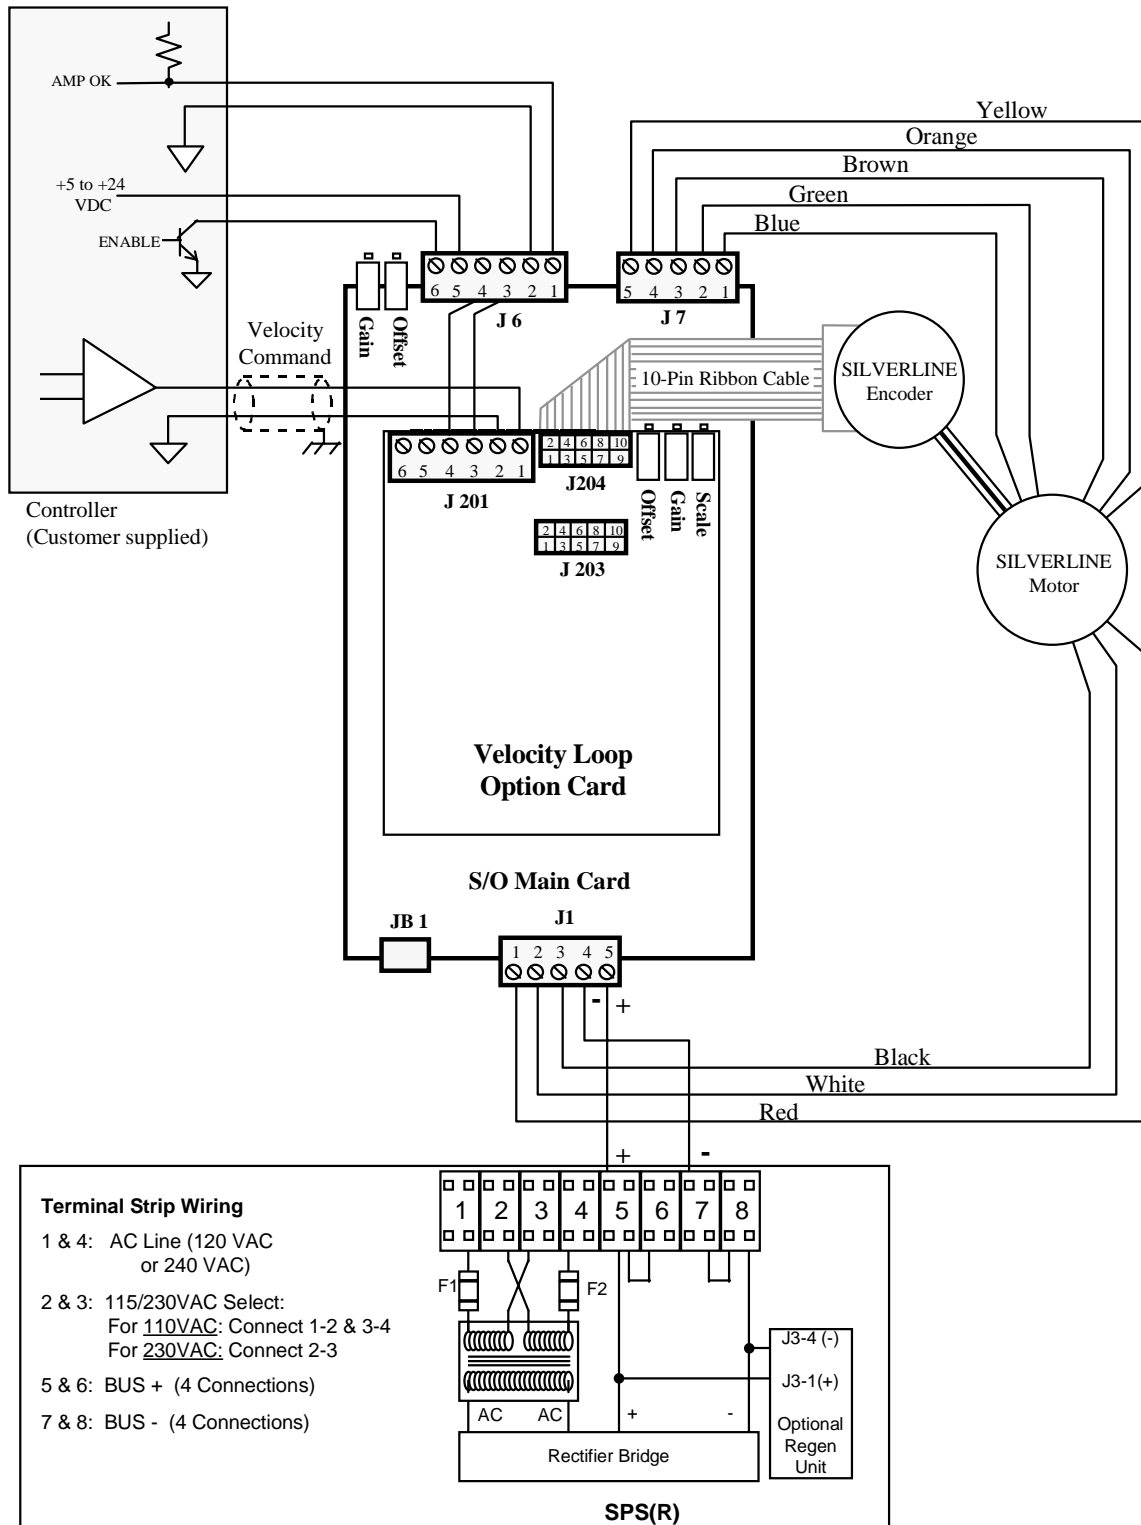 AMP OK
+5 to +24
VDC
ENABLE
Yellow
Orange
Brown
Green
Blue
6 5 4 3 2 1
J 6
5 4 3 2 1
J 7
Gain
Offset
Velocity
Command
10-Pin Ribbon Cable
SILVERLINE
Encoder
6 5 4 3 2 1
J 201
2 4 6 8 10
1 3 5 7 9
J204
Offset
Gain
Scale
2 4 6 8 10
1 3 5 7 9
J 203
Controller
(Customer supplied)
SILVERLINE
Motor
Velocity Loop
Option Card
S/O Main Card
JB 1
J1
1 2 3 4 5
- +
Black
White
Red
+ -
Terminal Strip Wiring
1 & 4: AC Line (120 VAC
or 240 VAC)
2 & 3: 115/230VAC Select:
For 110VAC: Connect 1-2 & 3-4
For 230VAC: Connect 2-3
5 & 6: BUS + (4 Connections)
7 & 8: BUS - (4 Connections)
1 2 3 4 5 6 7 8
F1
F2
AC AC + -
Rectifier Bridge
J3-4 (-)
J3-1(+)
Optional
Regen
Unit
SPS(R)